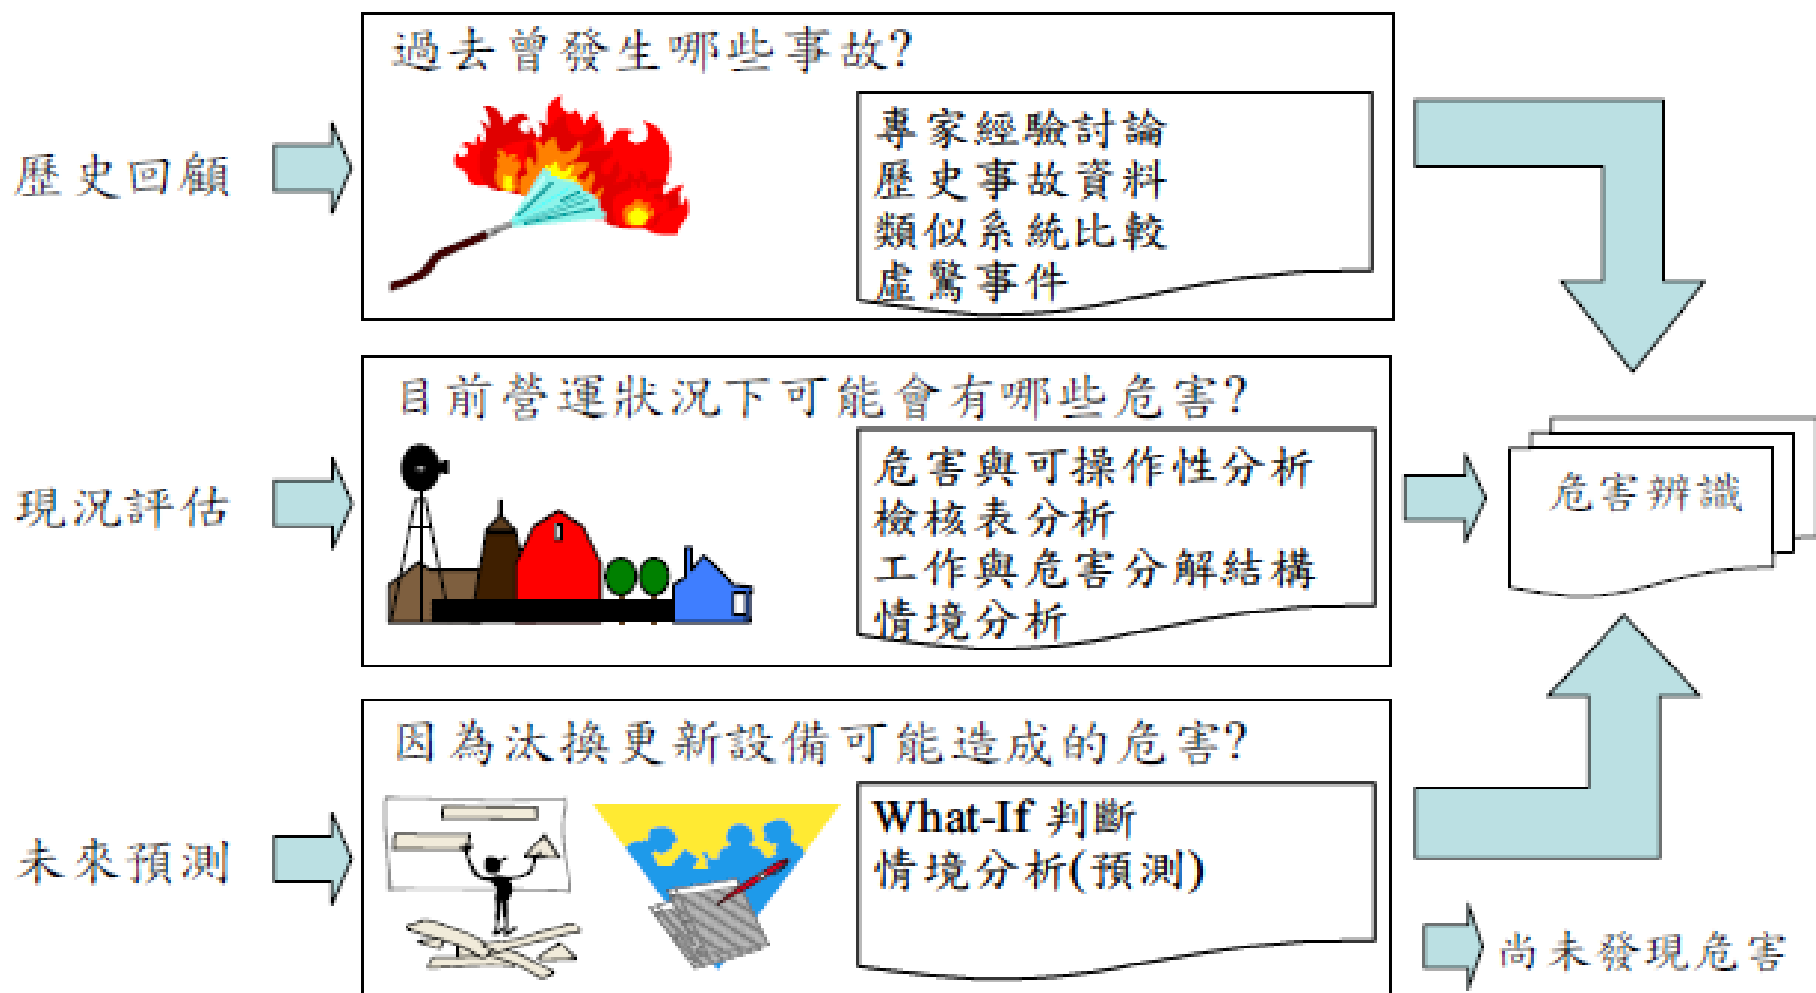 歷史回顧
過去曾發生哪些事故?
專家經驗討論
歷史事故資料
類似系統比較
虛驚事件
現況評估
目前營運狀況下可能會有哪些危害?
危害與可操作性分析
檢核表分析
工作與危害分解結構
情境分析
危害辨識
未來預測
因為汰換更新設備可能造成的危害?
What-If 判斷
情境分析(預測)
尚未發現危害